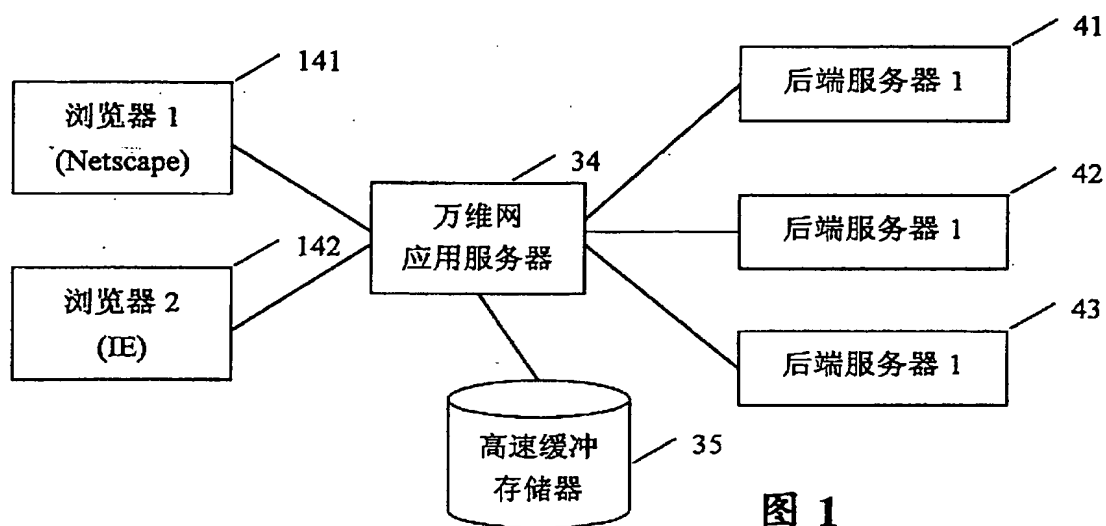 141
浏览器 1
(Netscape)
142
浏览器 2
(IE)
34
万维网
应用服务器
高速缓冲
存储器
35
41
后端服务器 1
42
后端服务器 1
43
后端服务器 1
图 1